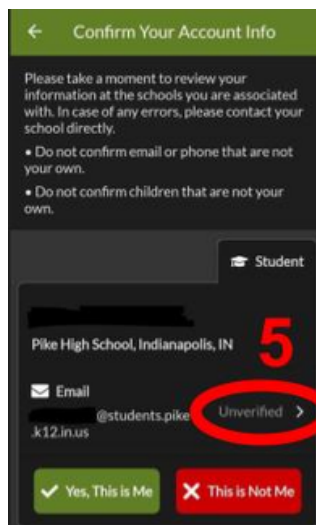 Confirm Your Account Info
Please take a moment to review your
information at the schools you are associated
with. In case of any errors, please contact your
school directly.
• Do not confirm email or phone that are not
your own.
• Do not confirm children that are not your
own.
Student
Pike High School, Indianapolis, IN
5
Email
@students.pike
.k12.in.us
Unverified >
Yes, This is Me
This is Not Me